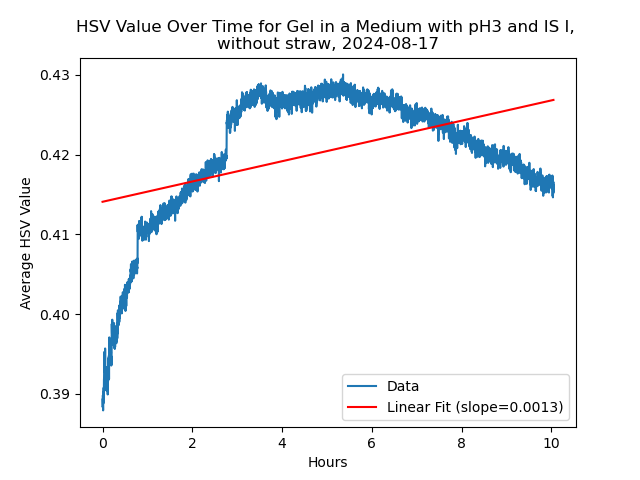 HSV Value Over Time for Gel in a Medium with pH3 and IS I,
without straw, 2024-08-17
0.43
0.42
0.41
0.40
0.39
Average HSV Value
Data
Linear Fit (slope=0.0013)
0
2
4
6
8
10
Hours